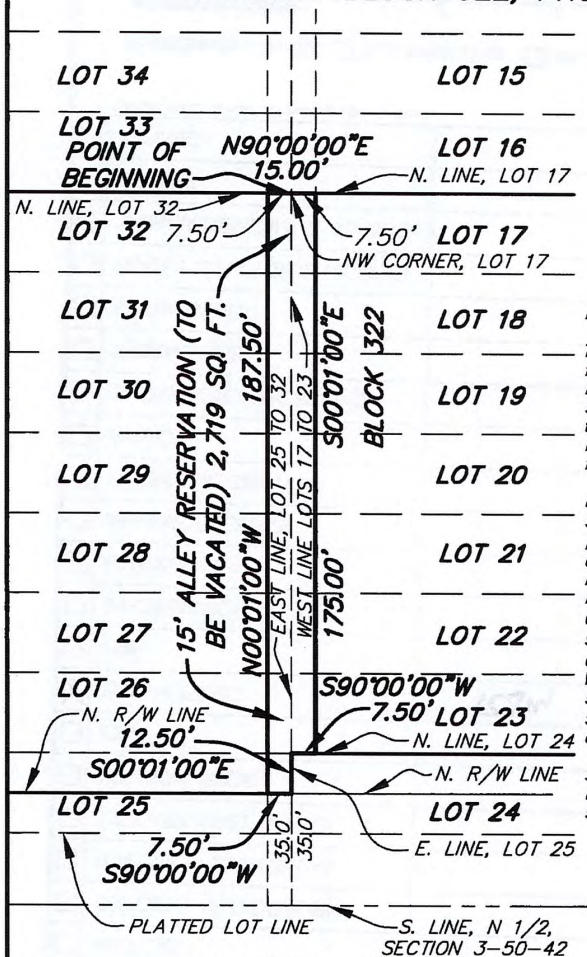 LOT 34
LOT 15
LOT 33
LOT 16
POINT OF
BEGINNING
N90°00'00"E
15.00'
N. LINE, LOT 17
N. LINE, LOT 32
LOT 32
7.50'
7.50'
LOT 17
NW CORNER, LOT 17
LOT 31
LOT 18
LOT 30
LOT 19
LOT 29
LOT 20
LOT 28
LOT 21
LOT 27
LOT 22
15' ALLEY RESERVATION (TO
BE VACATED) 2,719 SQ. FT.
N00°01'00"W
187.50'
EAST LINE, LOT 25 TO 32
WEST LINE LOTS 17 TO 23
S00°01'00"E
175.00'
BLOCK 322
LOT 26
S90°00'00"W
7.50'
LOT 23
N. R/W LINE
N. LINE, LOT 24
12.50'
S00°01'00"E
N. R/W LINE
LOT 25
LOT 24
7.50'
S90°00'00"W
35.0'
35.0'
E. LINE, LOT 25
PLATTED LOT LINE
S. LINE, N 1/2,
SECTION 3-50-42